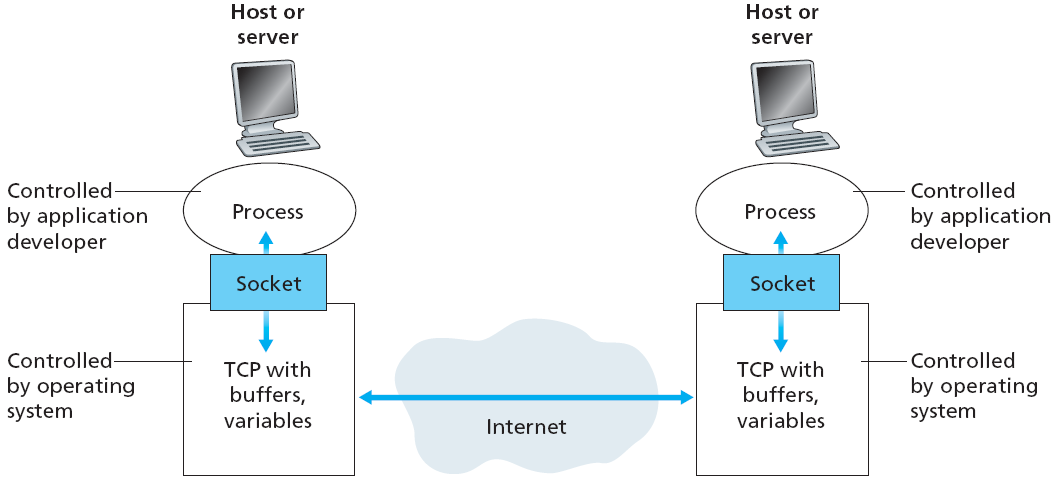 Host or
server
Host or
server
Controlled
by application
developer
Process
Process
Controlled
by application
developer
Socket
Socket
Controlled
by operating
system
TCP with
buffers,
variables
Internet
TCP with
buffers,
variables
Controlled
by operating
system